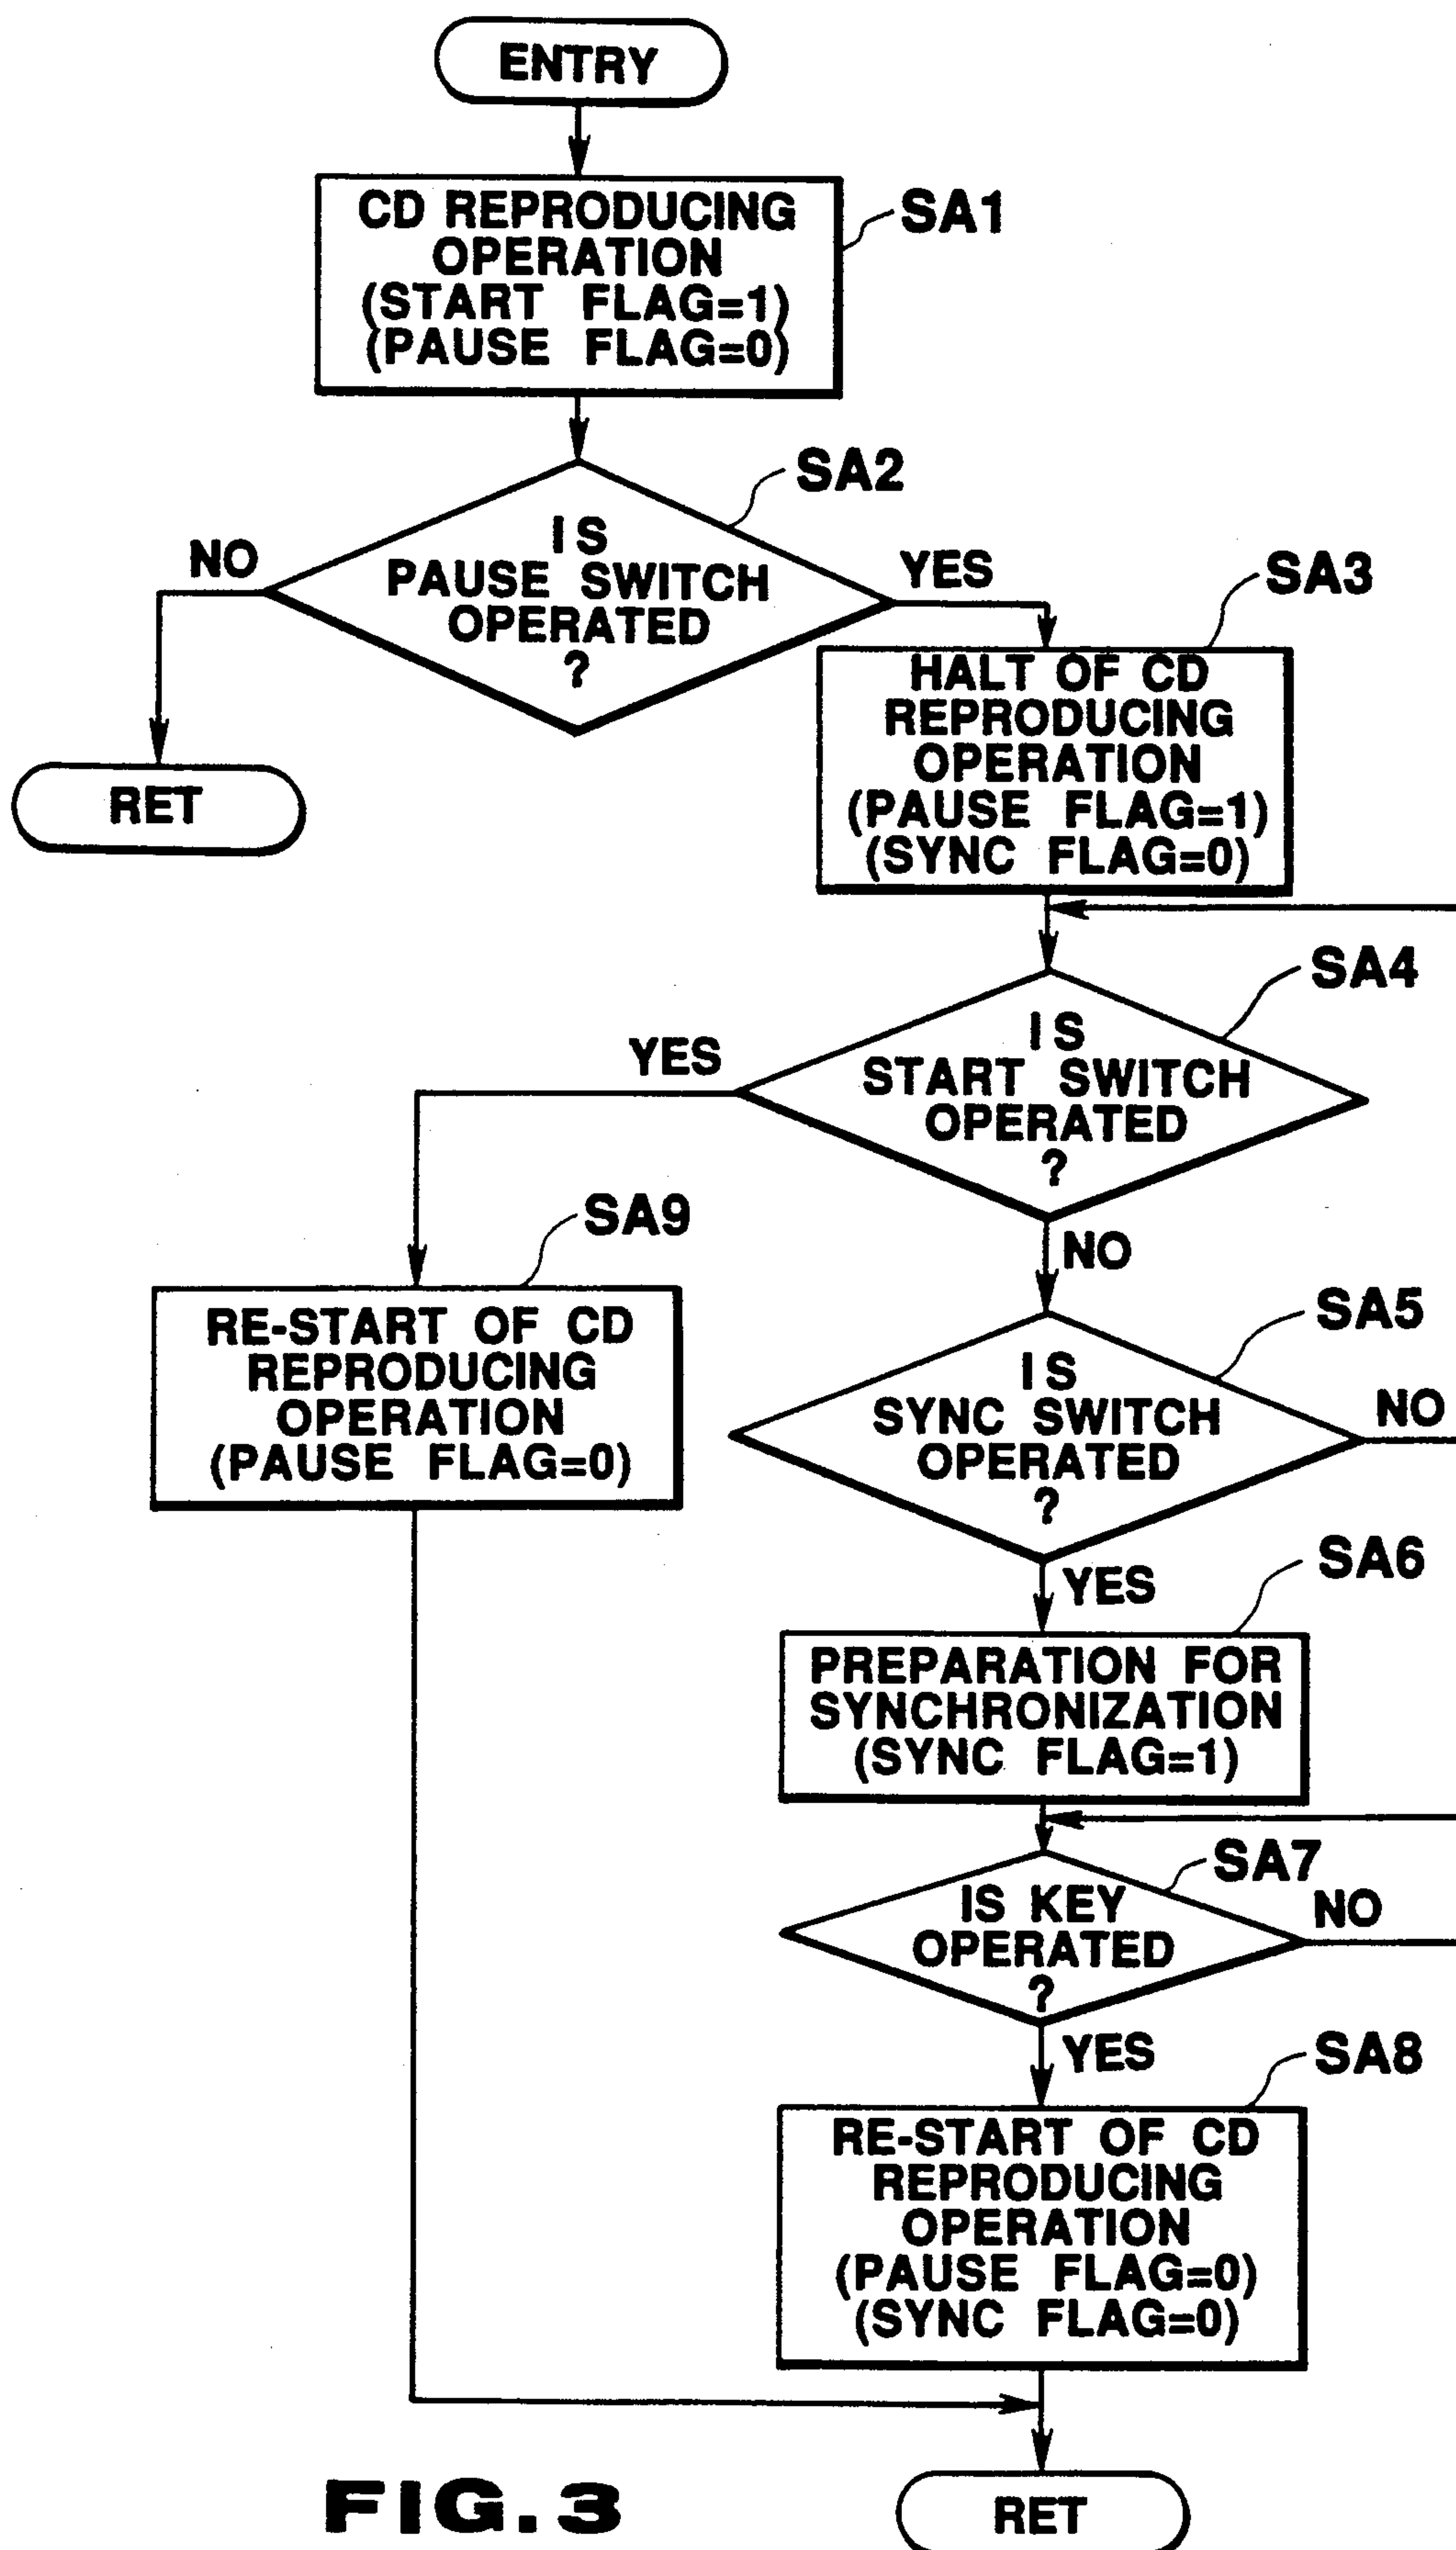 ENTRY
CD REPRODUCING
OPERATION
(START FLAG=1)
(PAUSE FLAG=0)
SA1
SA2
IS
PAUSE SWITCH
OPERATED
?
NO
YES
RET
SA3
HALT OF CD
REPRODUCING
OPERATION
(PAUSE FLAG=1)
(SYNC FLAG=0)
SA4
IS
START SWITCH
OPERATED
?
YES
NO
SA9
RE-START OF CD
REPRODUCING
OPERATION
(PAUSE FLAG=0)
SA5
IS
SYNC SWITCH
OPERATED
?
NO
YES
SA6
PREPARATION FOR
SYNCHRONIZATION
(SYNC FLAG=1)
SA7
IS KEY
OPERATED
?
NO
YES
SA8
RE-START OF CD
REPRODUCING
OPERATION
(PAUSE FLAG=0)
(SYNC FLAG=0)
RET
FIG. 3